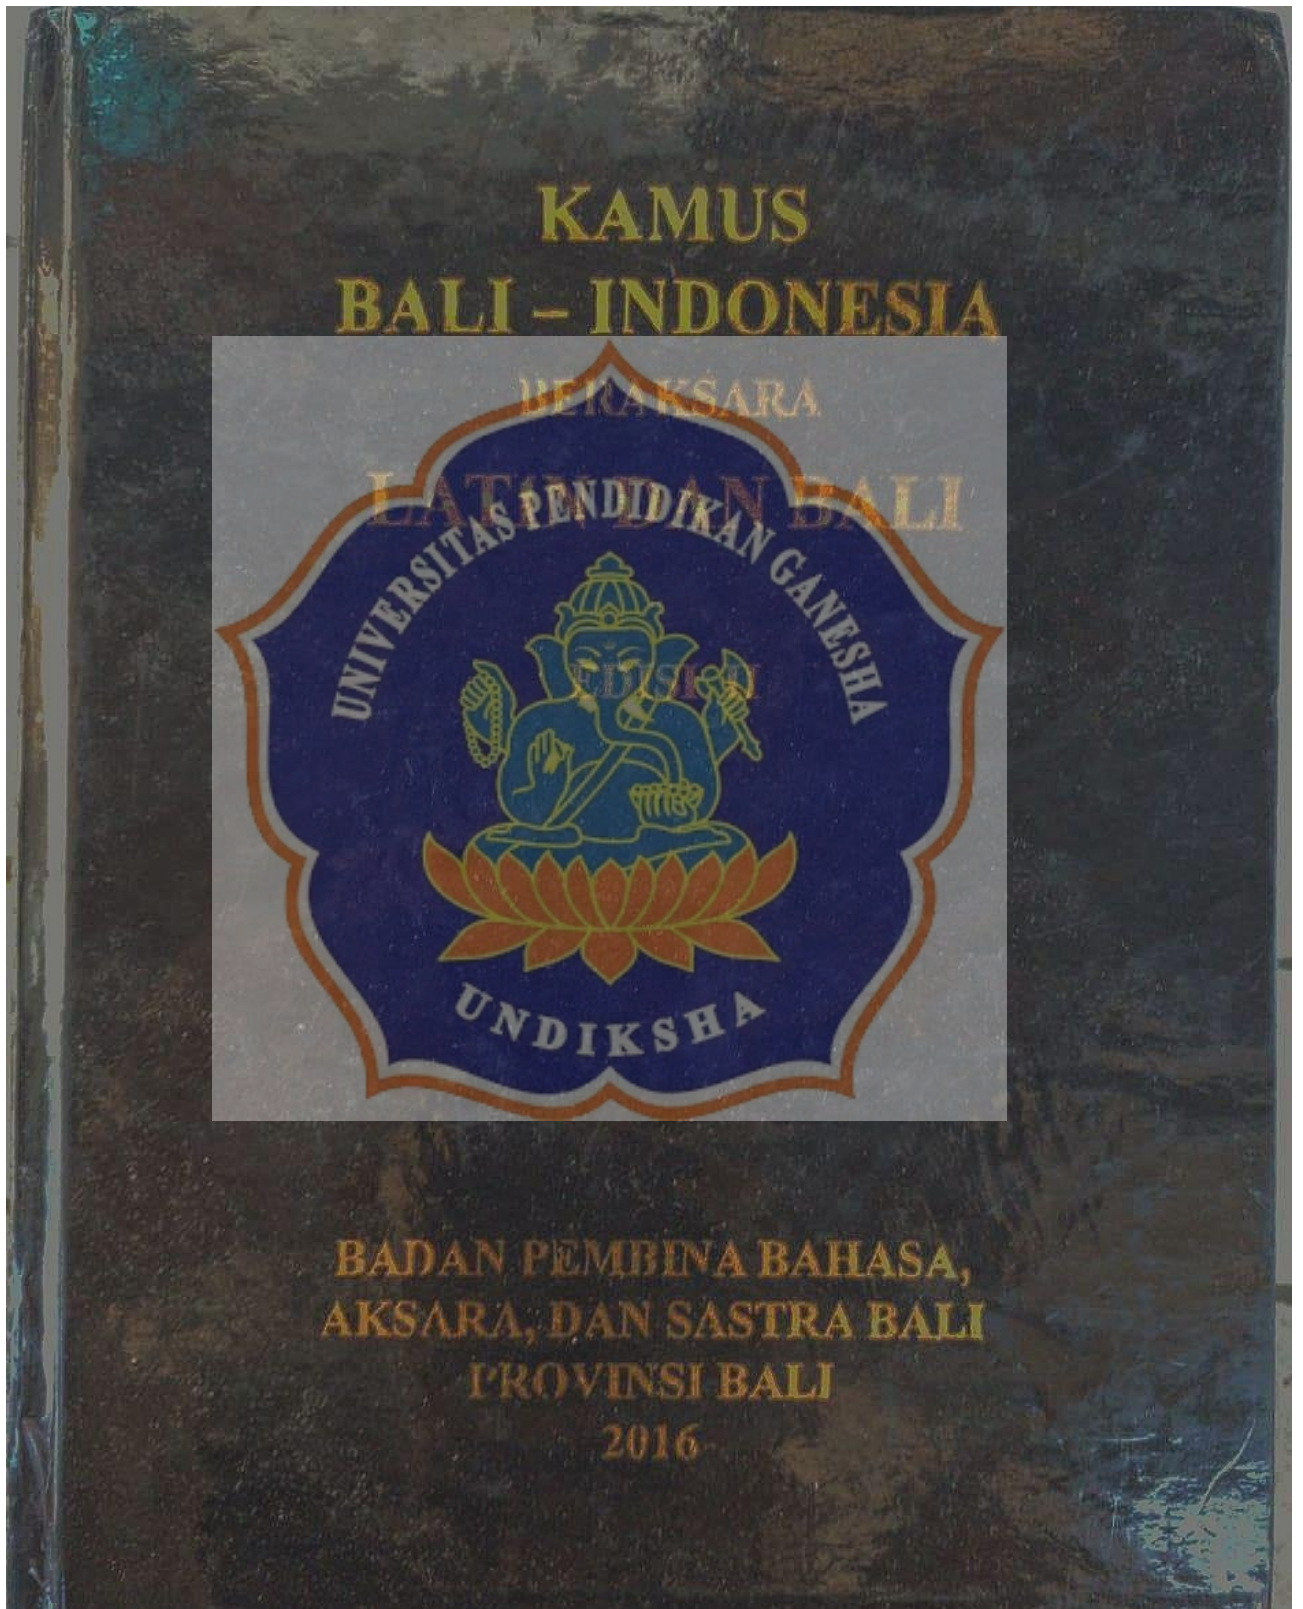 KAMUS
BALI – INDONESIA
BERAKSARA
LATIN DAN BALI
UNIVERSITAS PENDIDIKAN GANESHA
EDISI
UNDIKSHA
BADAN PEMBINA BAHASA,
AKSARA, DAN SASTRA BALI
PROVINSI BALI
2016